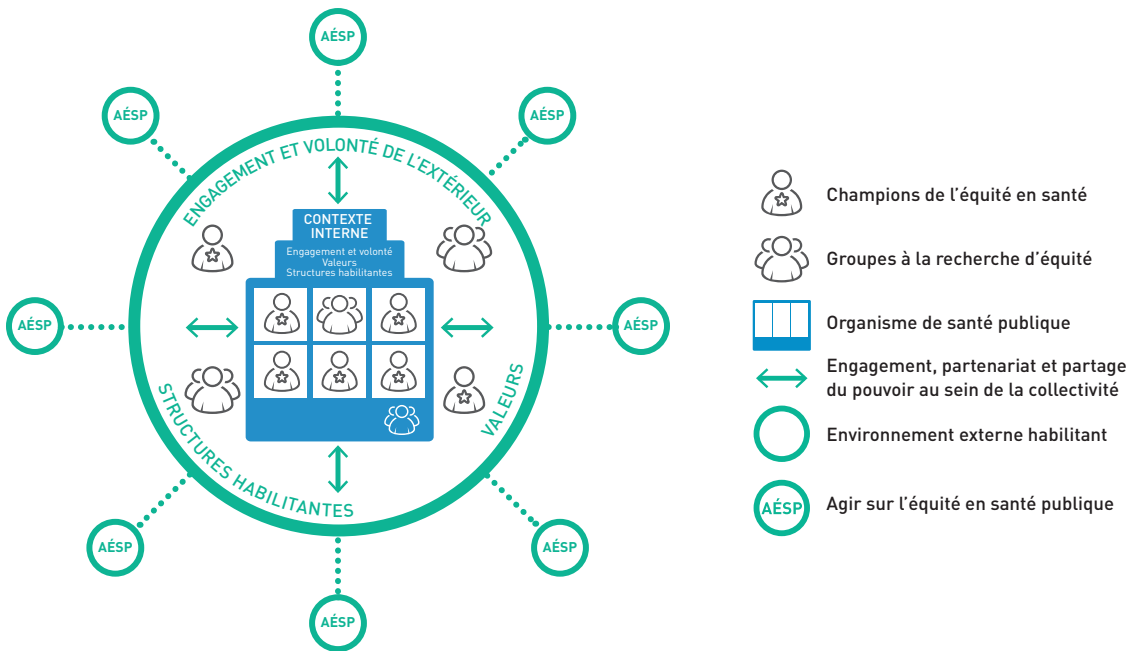 AÉSP
AÉSP
AÉSP
ENGAGEMENT ET VOLONTÉ DE L'EXTÉRIEUR
CONTEXTE
INTERNE
Engagement et volonté
Valeurs
Structures habilitantes
AÉSP
AÉSP
STRUCTURES HABILITANTES
VALEURS
AÉSP
AÉSP
AÉSP
Champions de l'équité en santé
Groupes à la recherche d'équité
Organisme de santé publique
Engagement, partenariat et partage
du pouvoir au sein de la collectivité
Environnement externe habilitant
AÉSP
Agir sur l'équité en santé publique